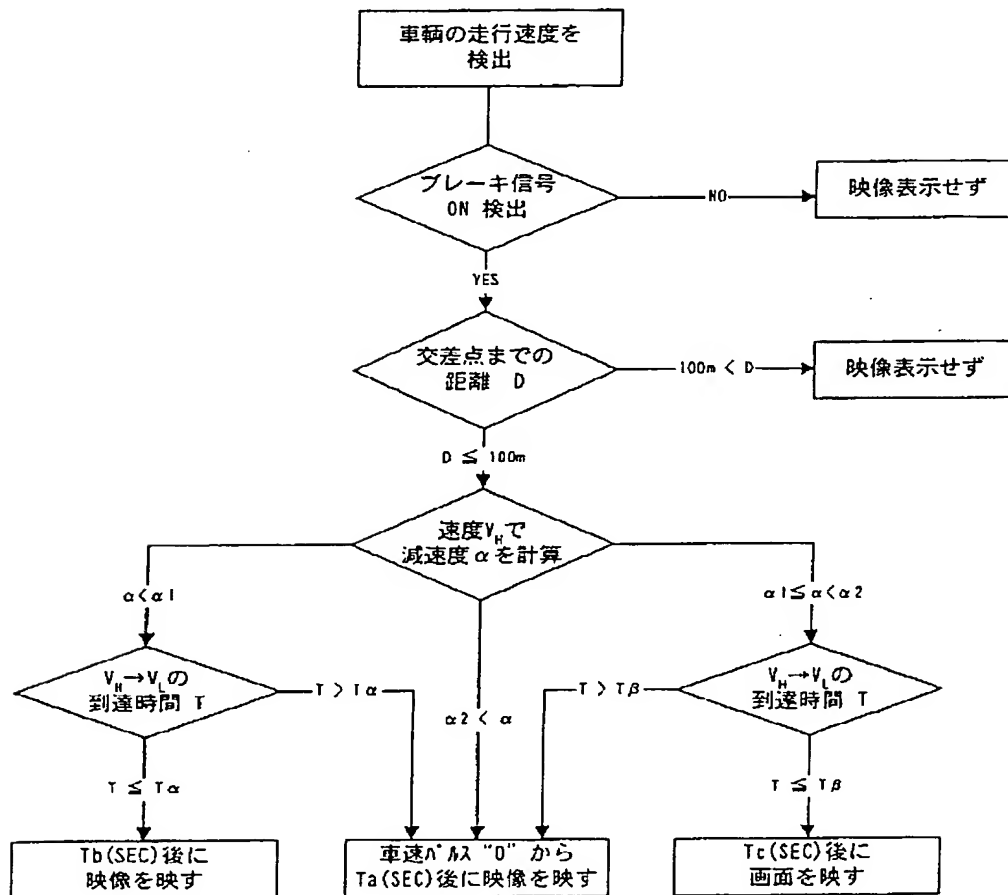 車輌の走行速度を
検出
ブレーキ信号
ON 検出
NO
映像表示せず
YES
交差点までの
距離 D
100m < D
映像表示せず
D ≦ 100m
速度V_Hで
減速度αを計算
α<α1
α1≦α<α2
V_H→V_Lの
到達時間 T
T > Tα
α2 < α
T > Tβ
V_H→V_Lの
到達時間 T
T ≦ Tα
T ≦ Tβ
Tb(SEC)後に
映像を映す
車速パルス "0" から
Ta(SEC)後に映像を映す
Tc(SEC)後に
画面を映す